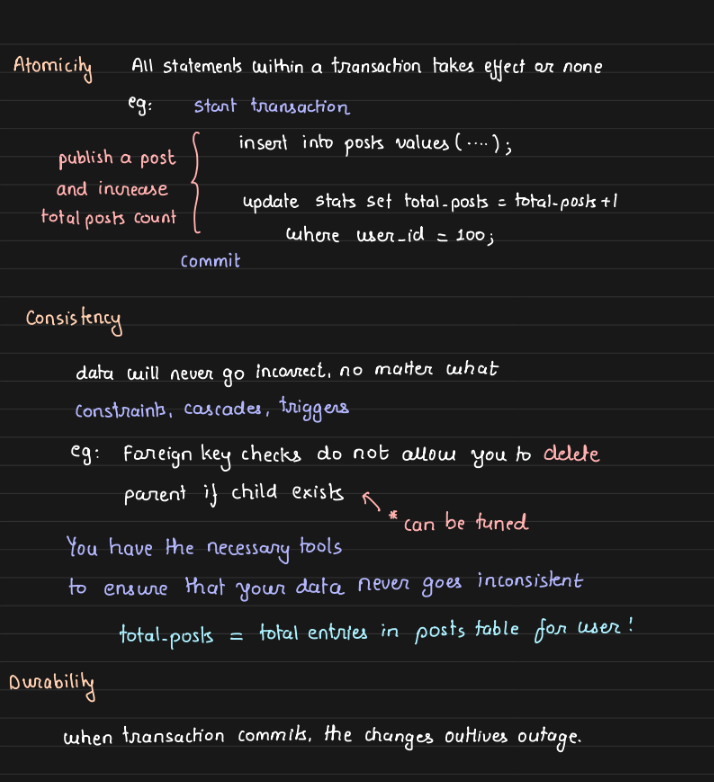 Atomicity All statements within a transaction takes effect or none
eg: start transaction
insert into posts values (....);
publish a post
and increase
total posts count
update stats set total_posts = total_posts + 1
where user_id = 100;
commit
Consistency
data will never go incorrect, no matter what
constraints, cascades, triggers
eg: Foreign key checks do not allow you to delete
parent if child exists
* can be tuned
You have the necessary tools
to ensure that your data never goes inconsistent
total_posts = total entries in posts table for user!
Durability
when transaction commits, the changes outlives outage.